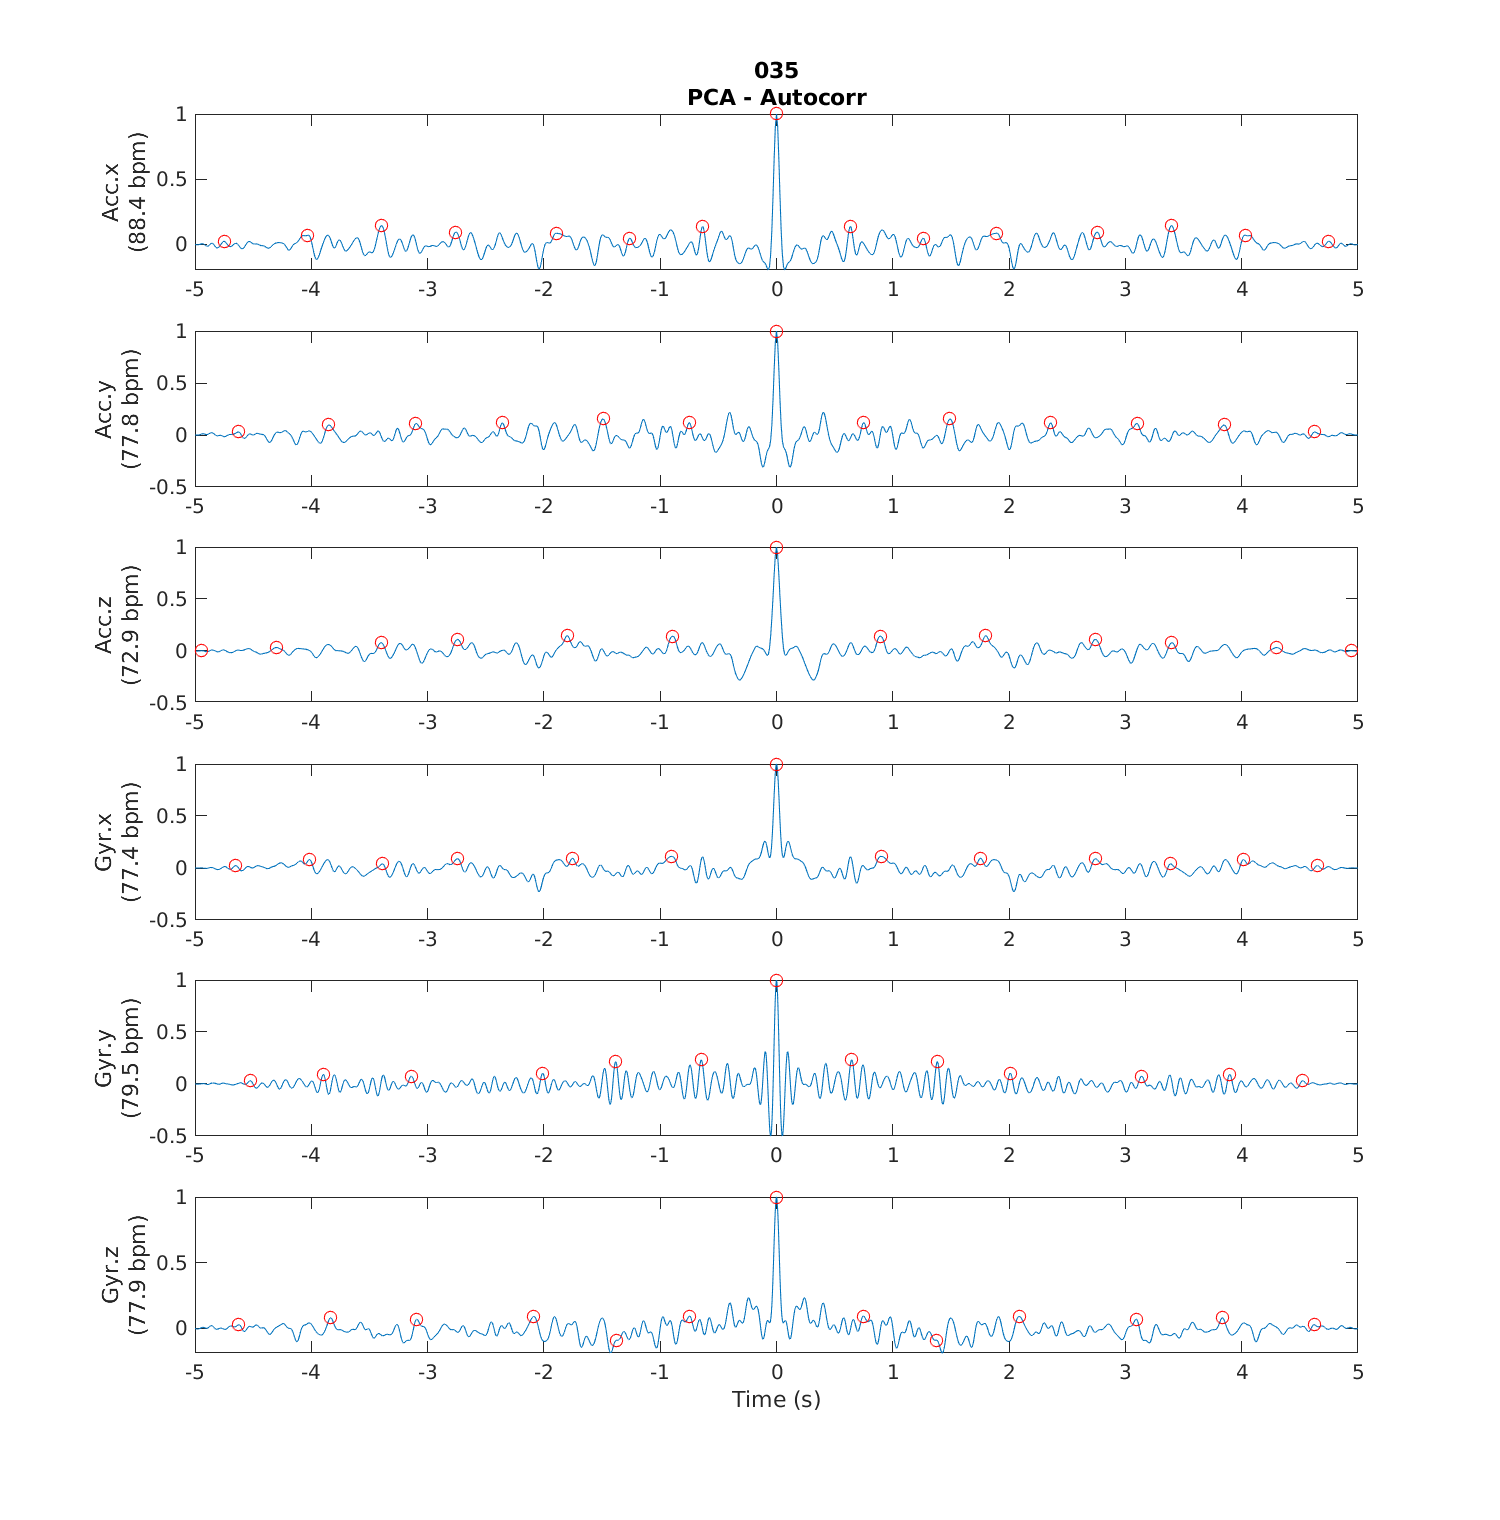 035
PCA - Autocorr
Acc.x
(88.4 bpm)
1
0.5
0
-5 -4 -3 -2 -1 0 1 2 3 4 5
Acc.y
(77.8 bpm)
1
0.5
0
-0.5
-5 -4 -3 -2 -1 0 1 2 3 4 5
Acc.z
(72.9 bpm)
1
0.5
0
-0.5
-5 -4 -3 -2 -1 0 1 2 3 4 5
Gyr.x
(77.4 bpm)
1
0.5
0
-0.5
-5 -4 -3 -2 -1 0 1 2 3 4 5
Gyr.y
(79.5 bpm)
1
0.5
0
-0.5
-5 -4 -3 -2 -1 0 1 2 3 4 5
Gyr.z
(77.9 bpm)
1
0.5
0
-5 -4 -3 -2 -1 0 1 2 3 4 5
Time (s)